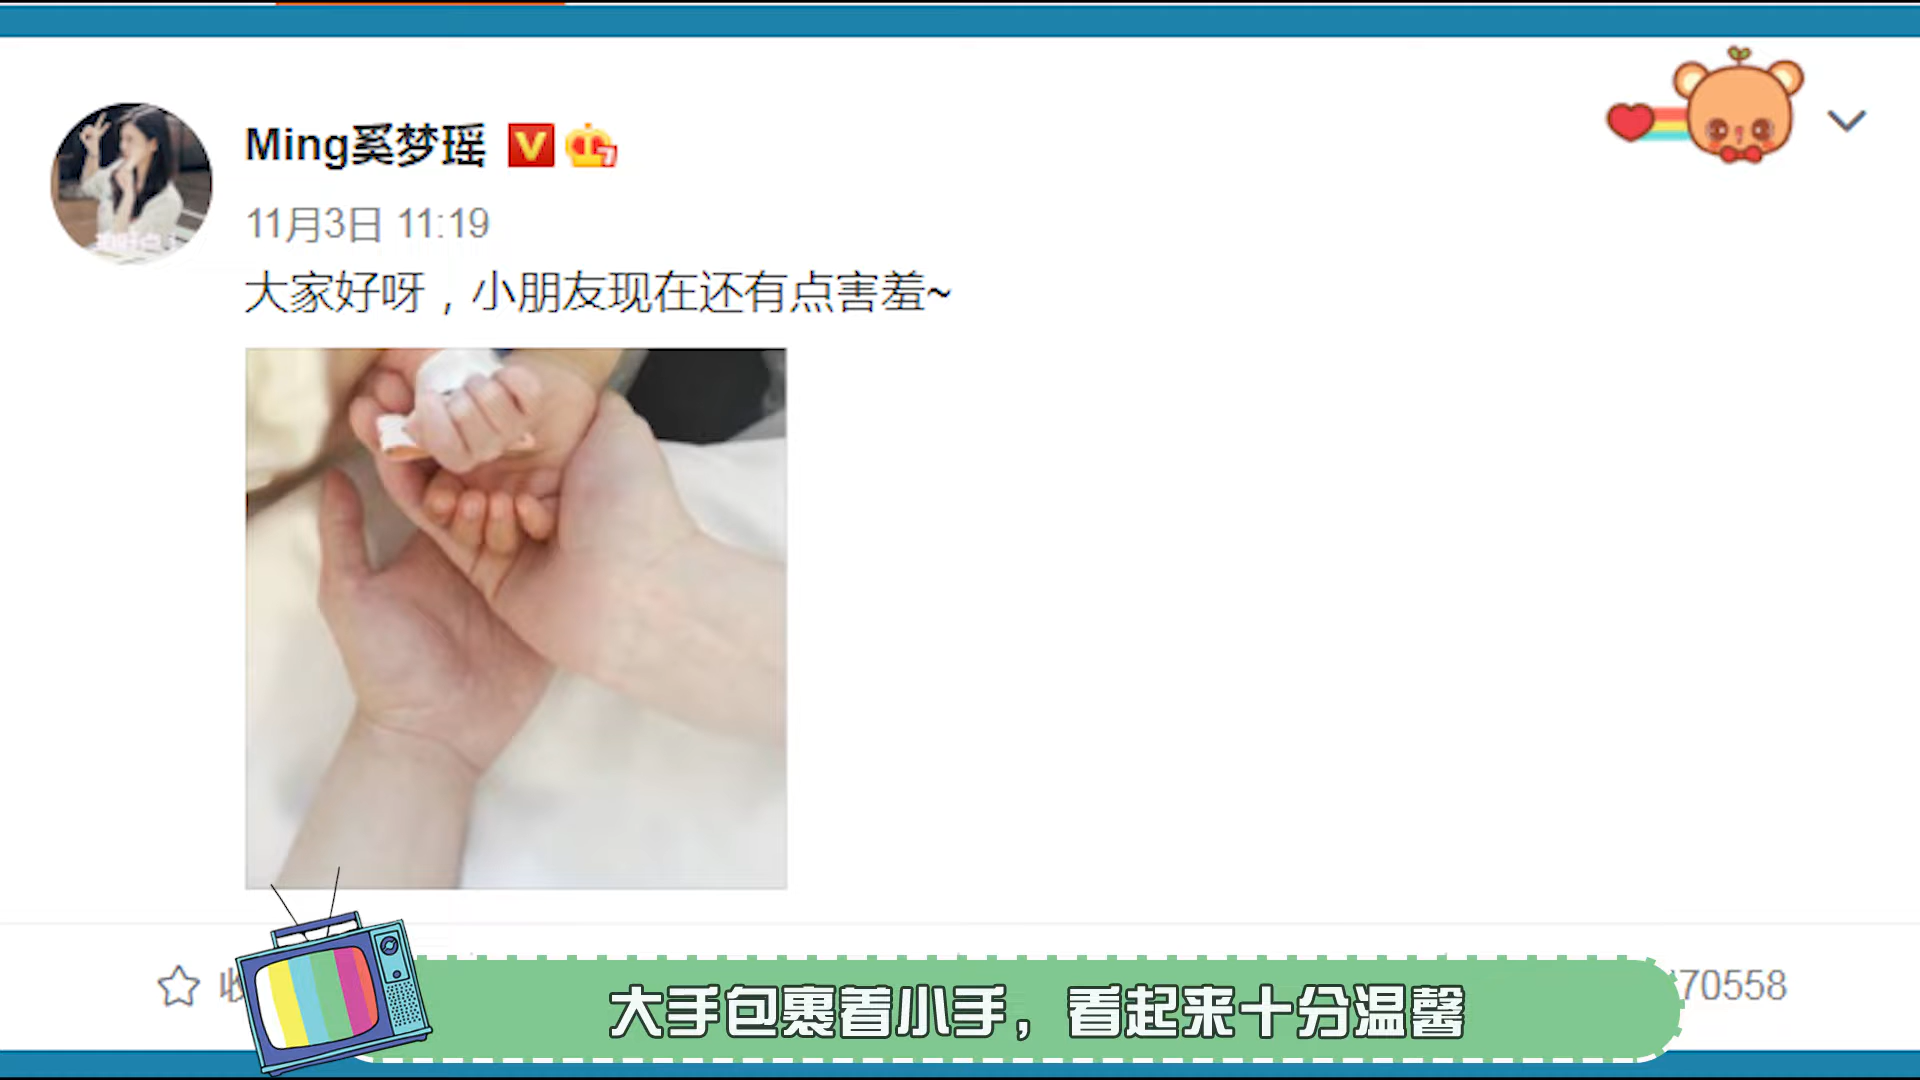 Ming奚梦瑶
11月3日 11:19
大家好呀，小朋友现在还有点害羞~
大手包裹着小手，看起来十分温馨
70558